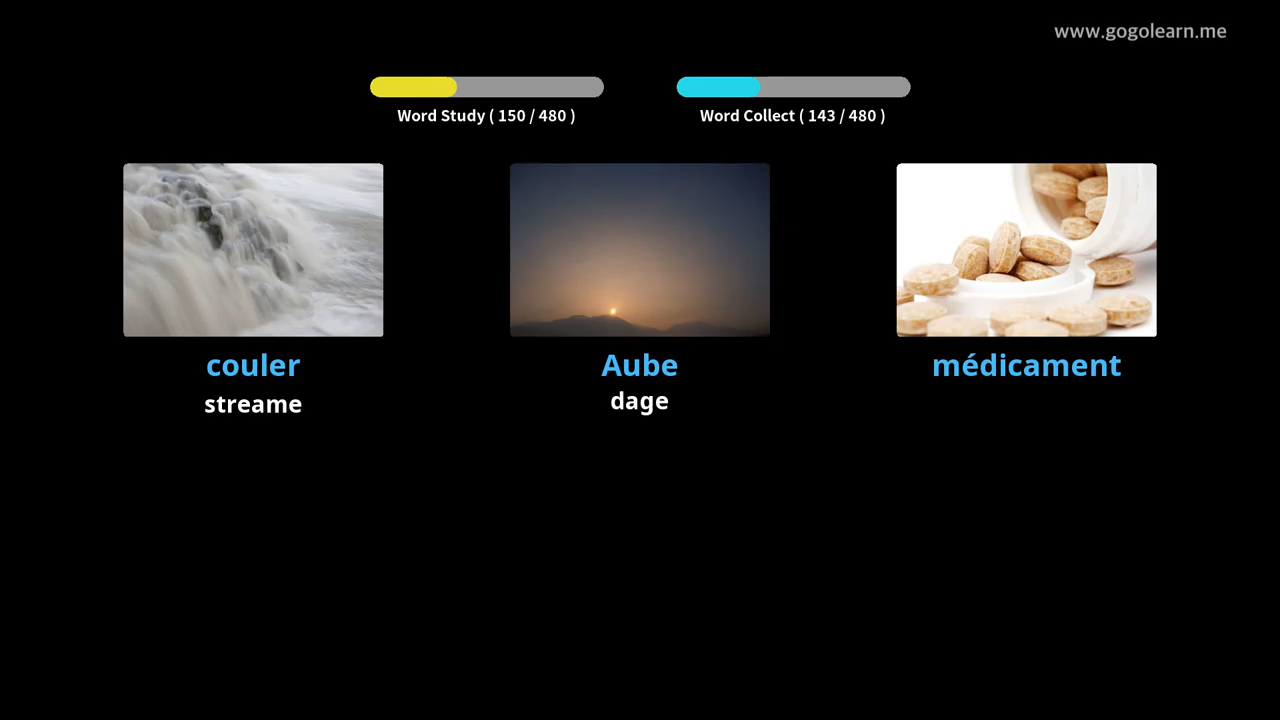 www.gogolearn.me
Word Study ( 150 / 480 )
Word Collect ( 143 / 480 )
couler
streame
Aube
dage
médicament